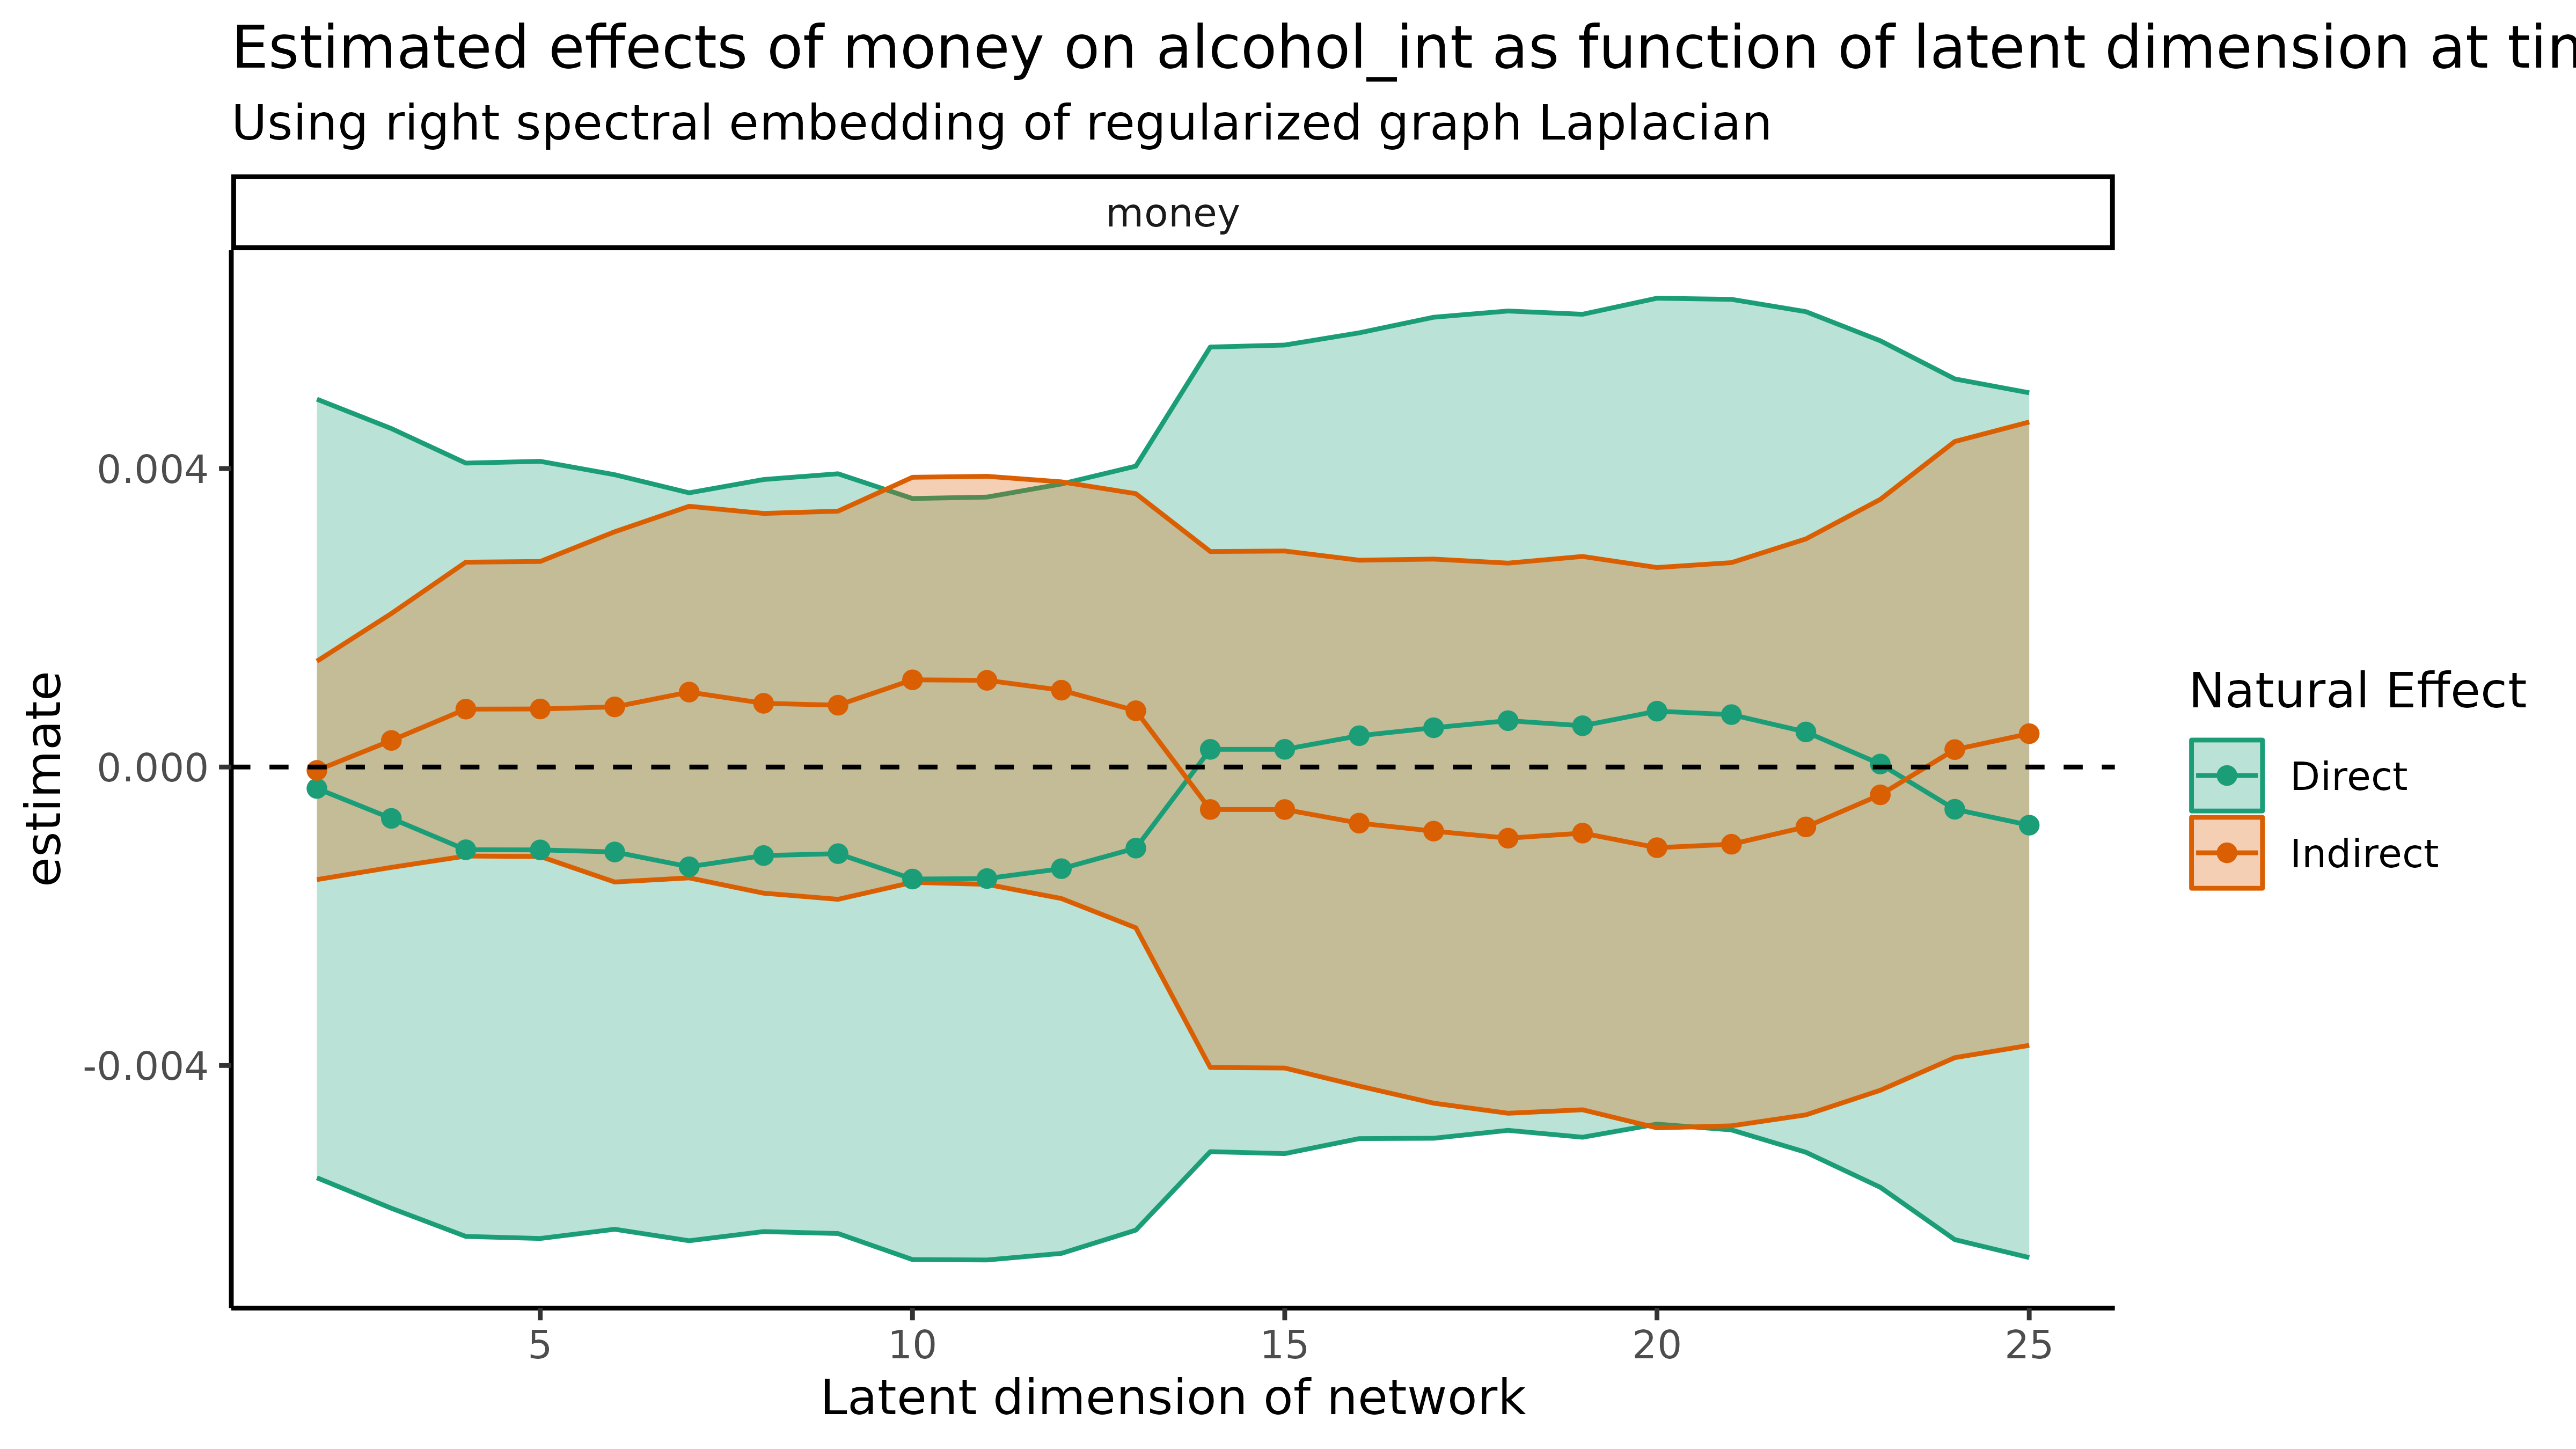 Estimated effects of money on alcohol_int as function of latent dimension at
Using right spectral embedding of regularized graph Laplacian
money
estimate
0.004
0.000
-0.004
5 10 15 20 25
Latent dimension of network
Natural Effect
Direct
Indirect